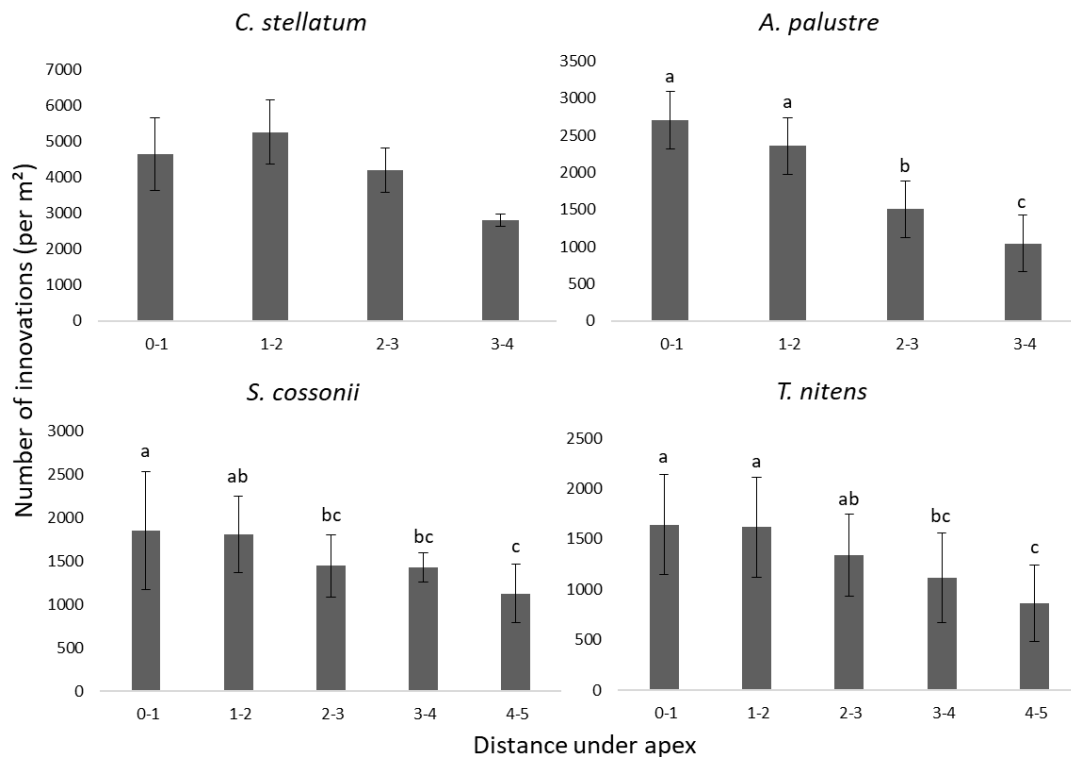 C. stellatum
7000
6000
5000
4000
3000
2000
1000
0
0-1 1-2 2-3 3-4
A. palustre
3500
3000
2500
2000
1500
1000
500
0
a a b c
0-1 1-2 2-3 3-4
Number of innovations (per m²)
S. cossonii
3000
2500
2000
1500
1000
500
0
a ab bc bc c
0-1 1-2 2-3 3-4 4-5
T. nitens
2500
2000
1500
1000
500
0
a a ab bc c
0-1 1-2 2-3 3-4 4-5
Distance under apex